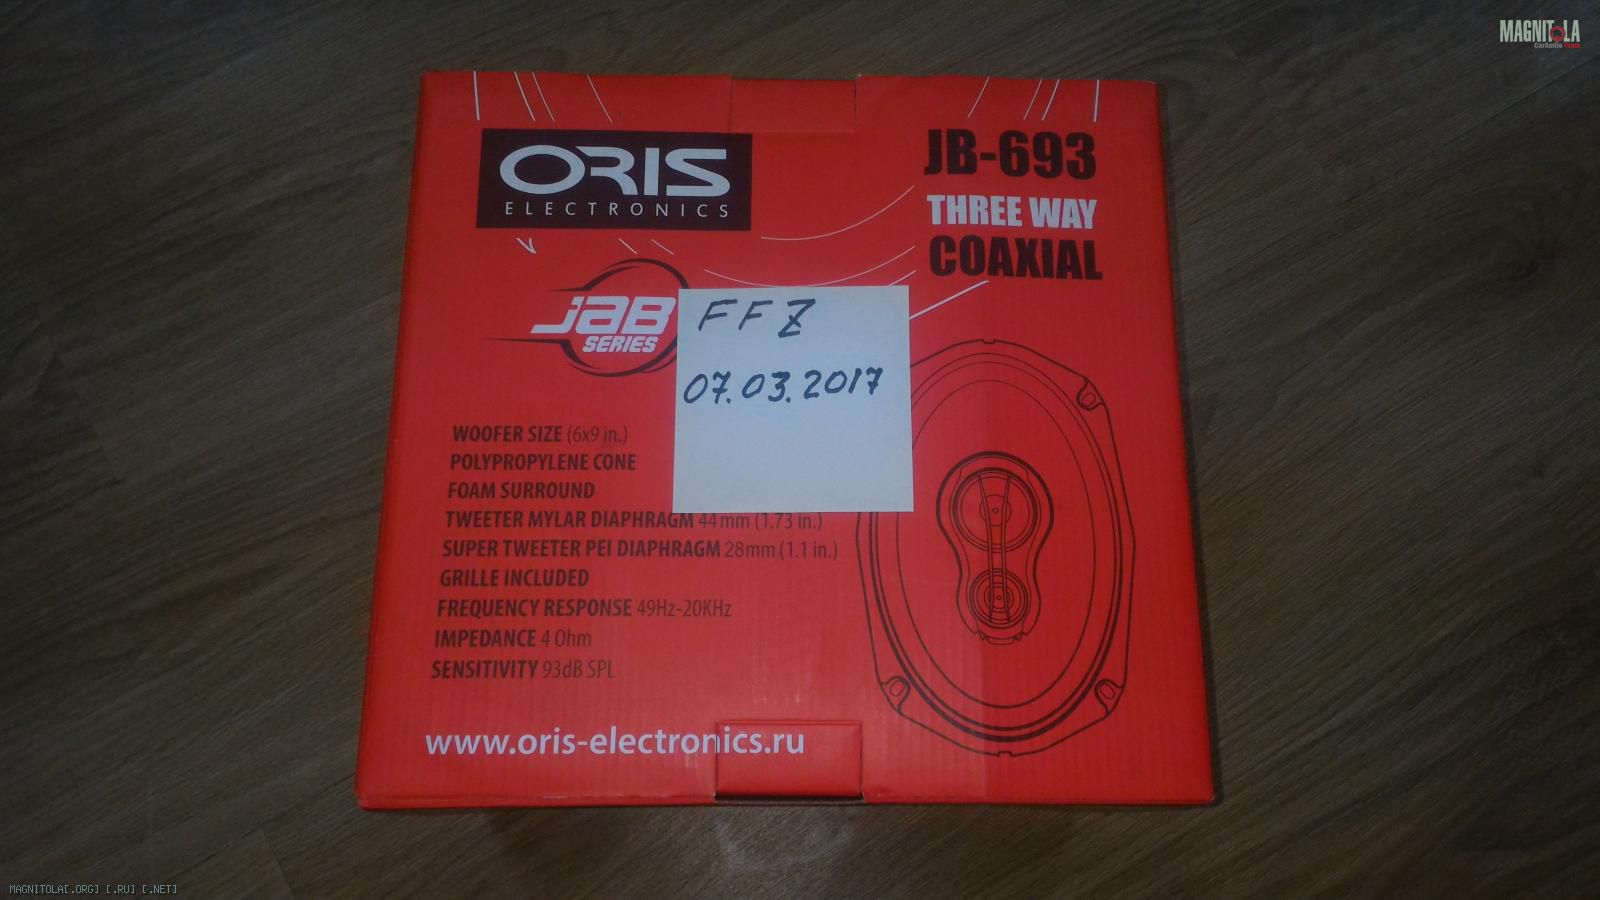 MAGNITOLA
CarAudio Team
ORIS
ELECTRONICS
JB-693
THREE WAY
COAXIAL
JAB
SERIES
FFZ
07.03.2017
WOOFER SIZE (6x9 in.)
POLYPROPYLENE CONE
FOAM SURROUND
TWEETER MYLAR DIAPHRAGM 44mm (1.73 in.)
SUPER TWEETER PEI DIAPHRAGM 28mm (1.1 in.)
GRILLE INCLUDED
FREQUENCY RESPONSE 49Hz-20KHz
IMPEDANCE 4 Ohm
SENSITIVITY 93dB SPL
www.oris-electronics.ru
MAGNITOLA[.ORG] [.RU] [.NET]